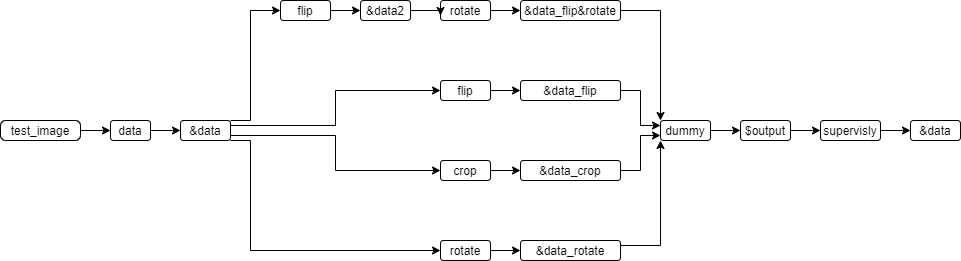 flip
&data2
rotate
&data_flip&rotate
flip
&data_flip
test_image
data
&data
dummy
$output
supervisly
&data
crop
&data_crop
rotate
&data_rotate